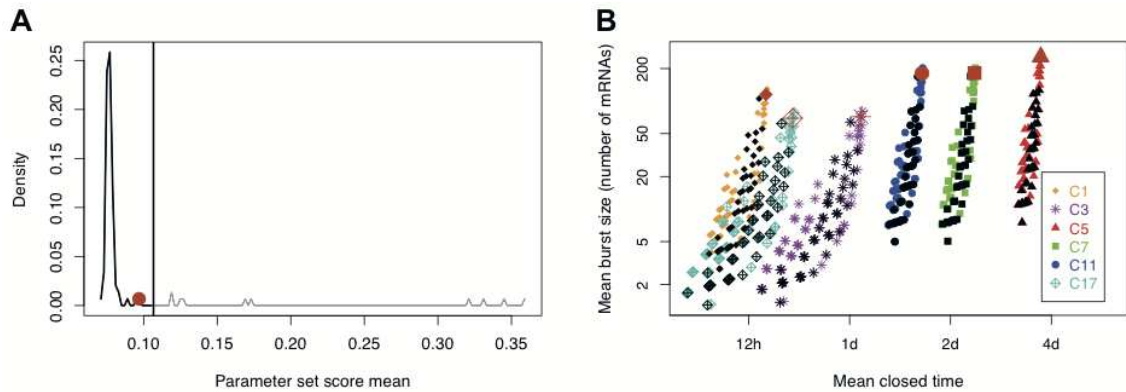 A
Density
0.00 0.05 0.10 0.15 0.20 0.25
0.10 0.15 0.20 0.25 0.30 0.35
Parameter set score mean
B
Mean burst size (number of mRNAs)
2 5 20 50 200
12h 1d 2d 4d
Mean closed time
C1
C3
C5
C7
C11
C17